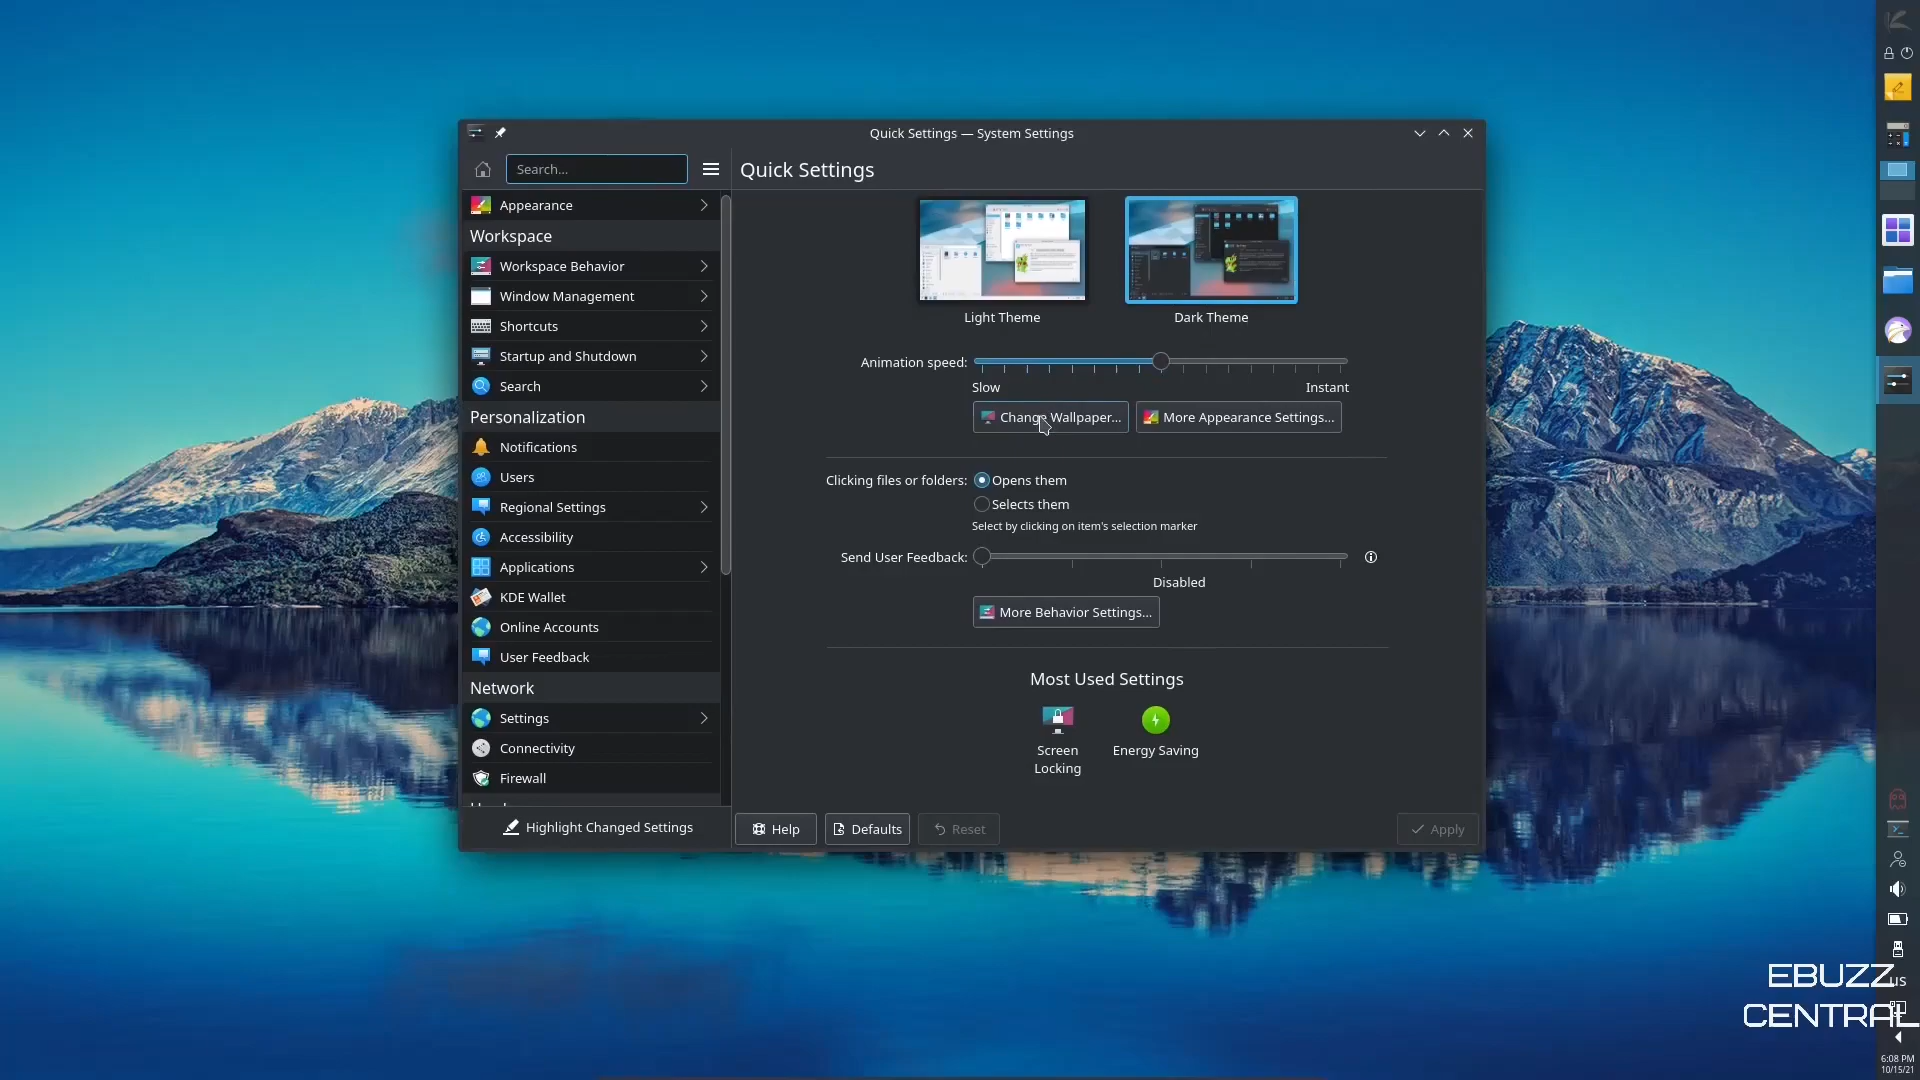 Quick Settings — System Settings
Search...
Quick Settings
Appearance
Workspace
Workspace Behavior
Window Management
Shortcuts
Startup and Shutdown
Search
Personalization
Notifications
Users
Regional Settings
Accessibility
Applications
KDE Wallet
Online Accounts
User Feedback
Network
Settings
Connectivity
Firewall
Highlight Changed Settings
Light Theme
Dark Theme
Animation speed:
Slow
Instant
Change Wallpaper...
More Appearance Settings...
Clicking files or folders:
Opens them
Selects them
Select by clicking on item's selection marker
Send User Feedback:
Disabled
More Behavior Settings...
Most Used Settings
Screen
Locking
Energy Saving
Help
Defaults
Reset
Apply
EBUZZ
CENTRAL
us
6:08 PM
10/15/21